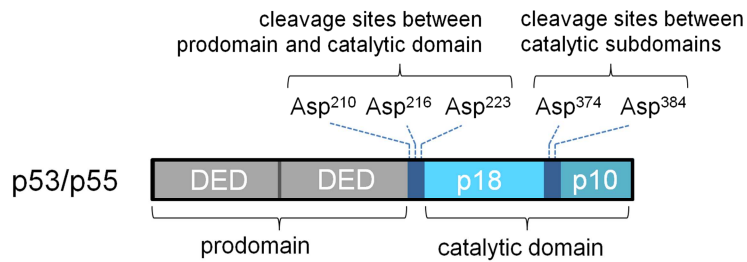 cleavage sites between
prodomain and catalytic domain
cleavage sites between
catalytic subdomains
Asp²¹⁰ Asp²¹⁶ Asp²²³ Asp³⁷⁴ Asp³⁸⁴
p53/p55 DED DED p18 p10
prodomain catalytic domain